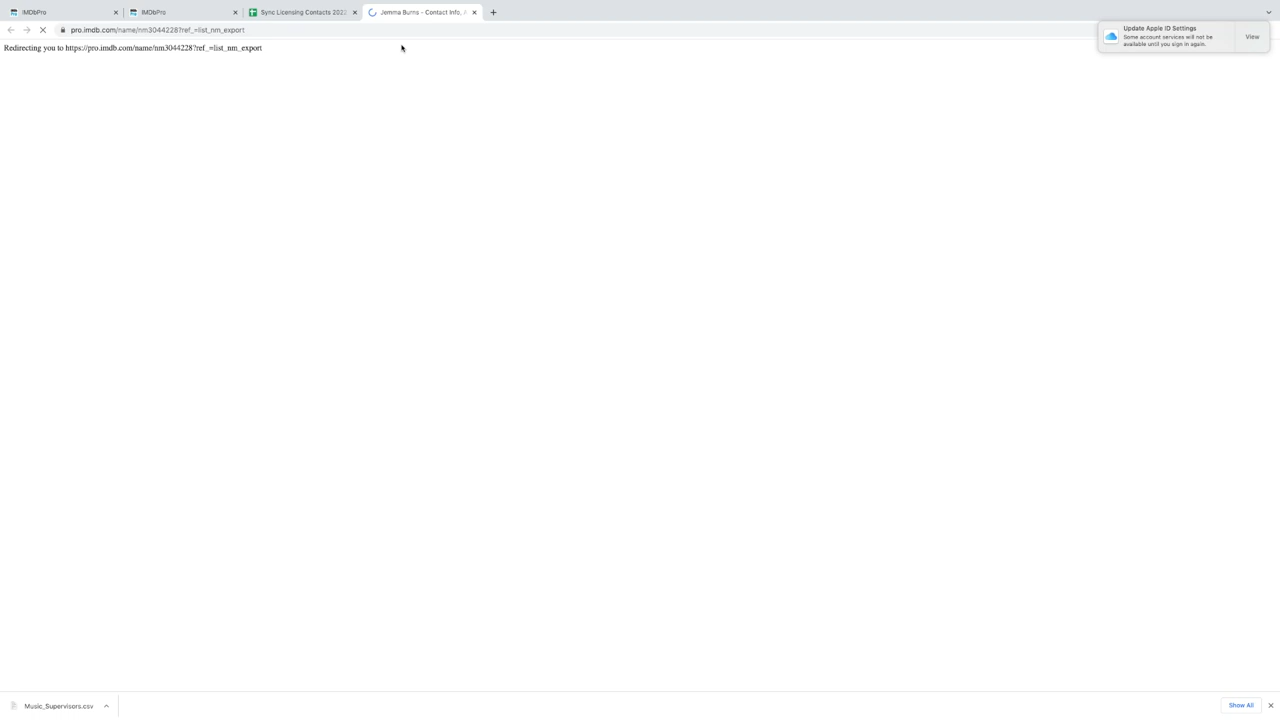 IMDbPro
IMDbPro
Sync Licensing Contacts 2022
Jemma Burns - Contact Info, A
pro.imdb.com/name/nm3044228?ref_=list_nm_export
Redirecting you to https://pro.imdb.com/name/nm3044228?ref_=list_nm_export
Update Apple ID Settings
Some account services will not be
available until you sign in again.
View
Music_Supervisors.csv
Show All